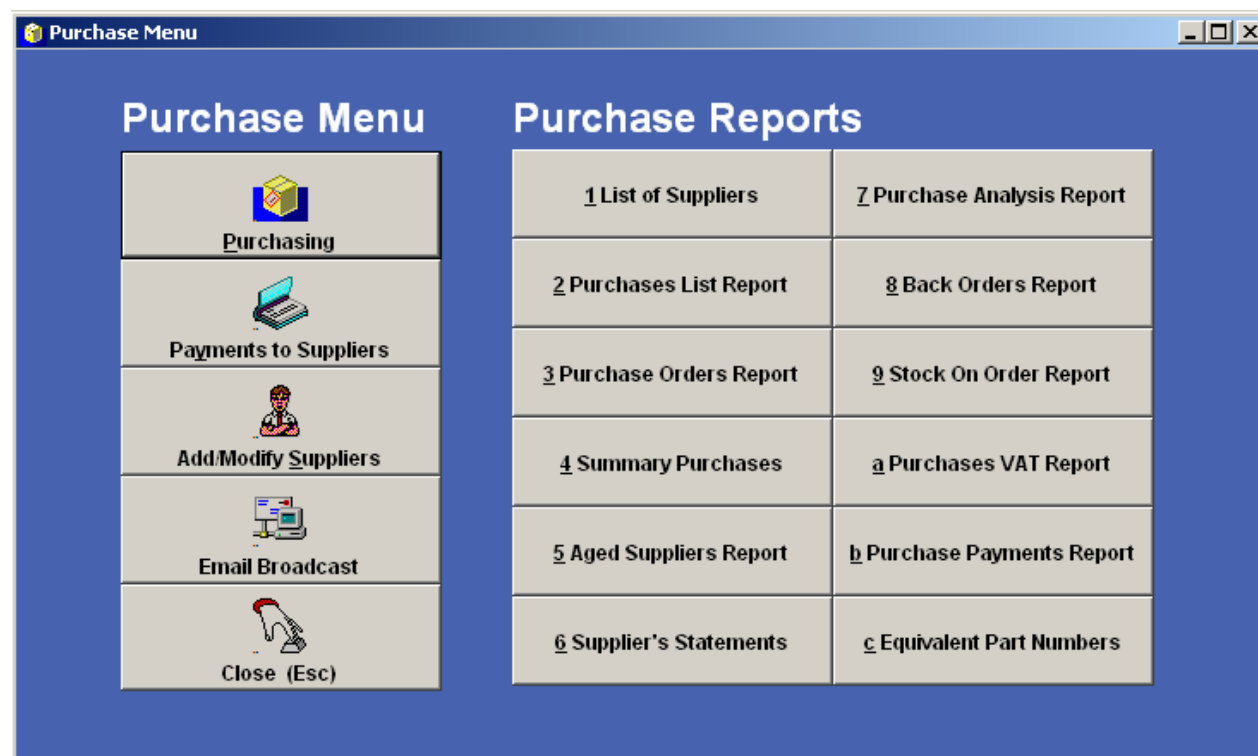 Purchase Menu
Purchase Menu
Purchasing
Payments to Suppliers
Add/Modify Suppliers
Email Broadcast
Close (Esc)
Purchase Reports
1 List of Suppliers
7 Purchase Analysis Report
2 Purchases List Report
8 Back Orders Report
3 Purchase Orders Report
9 Stock On Order Report
4 Summary Purchases
a Purchases VAT Report
5 Aged Suppliers Report
b Purchase Payments Report
6 Supplier's Statements
c Equivalent Part Numbers